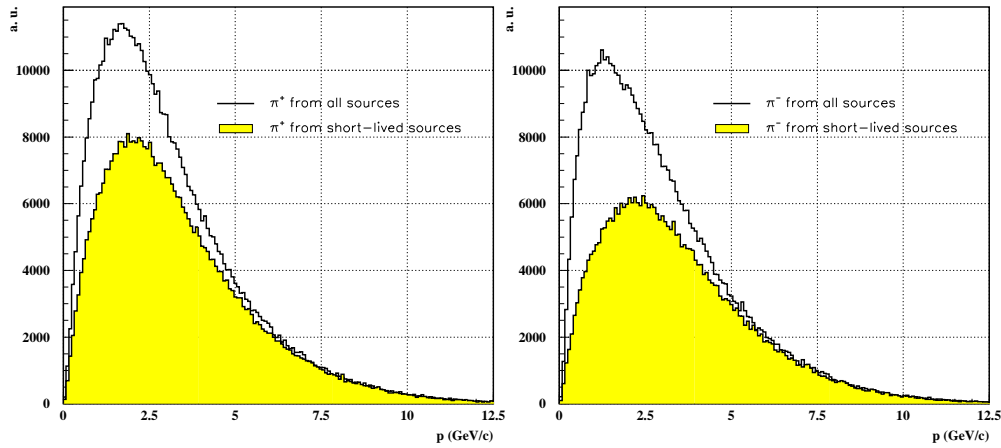 a. u.
10000
8000
6000
4000
2000
0
0 2.5 5 7.5 10 12.5
p (GeV/c)
π⁺ from all sources
π⁺ from short-lived sources
a. u.
10000
8000
6000
4000
2000
0
0 2.5 5 7.5 10 12.5
p (GeV/c)
π⁻ from all sources
π⁻ from short-lived sources